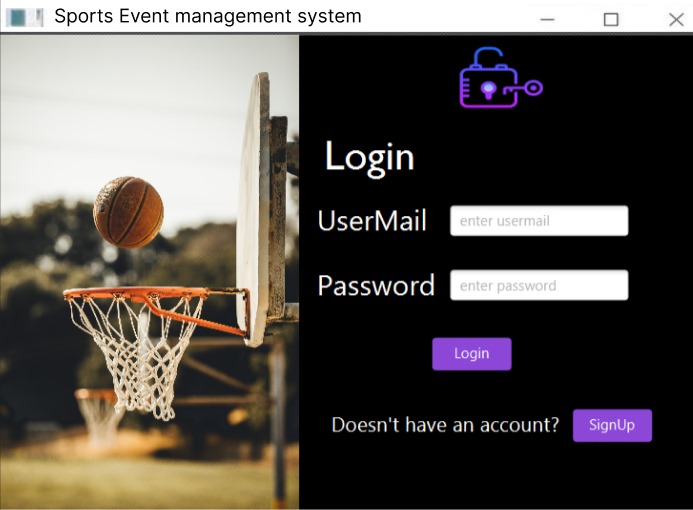 Sports Event management system
Login
UserMail enter usermail
Password enter password
Login
Doesn't have an account? SignUp